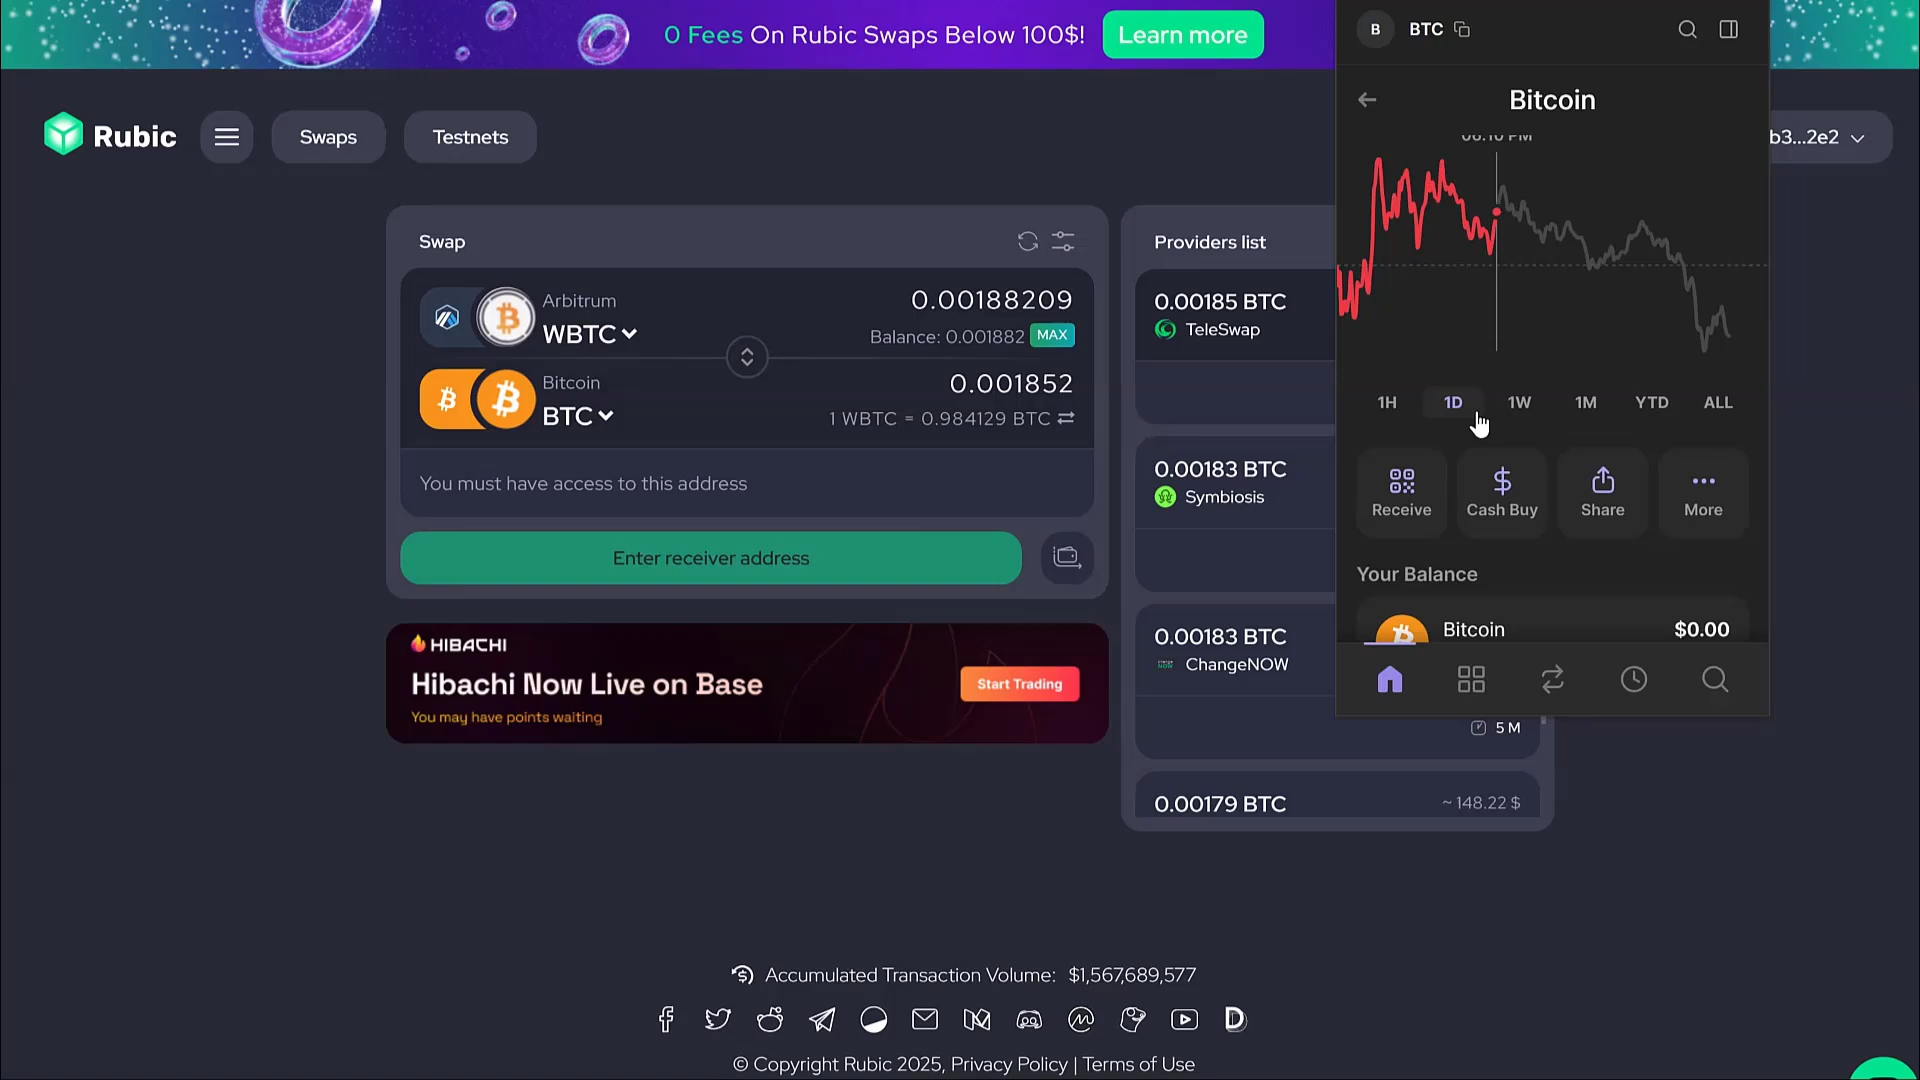 0 Fees On Rubic Swaps Below 100$!
Learn more
Rubic
Swaps
Testnets
b3...2e2
Swap
Arbitrum
WBTC
0.00188209
Balance: 0.001882 MAX
Bitcoin
BTC
0.001852
1 WBTC = 0.984129 BTC
You must have access to this address
Enter receiver address
HIBACHI
Hibachi Now Live on Base
You may have points waiting
Start Trading
Providers list
0.00185 BTC
TeleSwap
0.00183 BTC
Symbiosis
0.00183 BTC
ChangeNOW
5 M
0.00179 BTC
~ 148.22 $
B
BTC
Bitcoin
06:10 PM
1H
1D
1W
1M
YTD
ALL
Receive
Cash Buy
Share
More
Your Balance
Bitcoin
$0.00
Accumulated Transaction Volume: $1,567,689,577
© Copyright Rubic 2025, Privacy Policy | Terms of Use